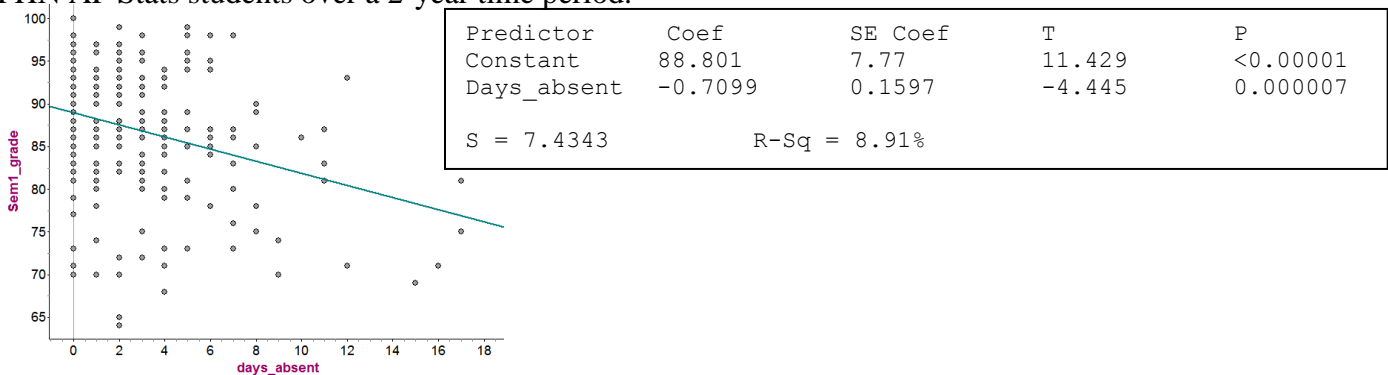 AP Stats students over a 2-year time period.
Predictor Coef SE Coef T P
Constant 88.801 7.77 11.429 <0.00001
Days_absent -0.7099 0.1597 -4.445 0.000007
S = 7.4343 R-Sq = 8.91%
100
95
90
85
80
75
70
65
Sem1_grade
0 2 4 6 8 10 12 14 16 18
days_absent